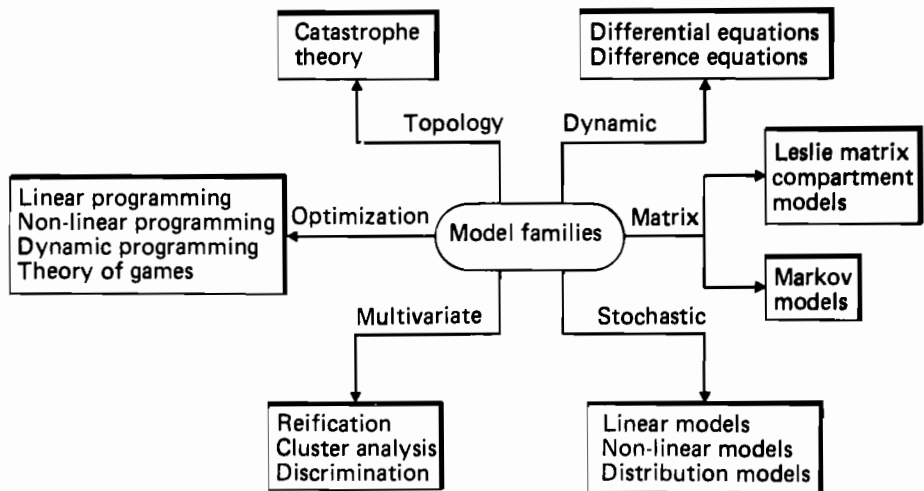 Catastrophe
theory
Differential equations
Difference equations
Topology
Dynamic
Leslie matrix
compartment
models
Linear programming
Non-linear programming
Dynamic programming
Theory of games
Optimization
Model families
Matrix
Markov
models
Multivariate
Stochastic
Reification
Cluster analysis
Discrimination
Linear models
Non-linear models
Distribution models